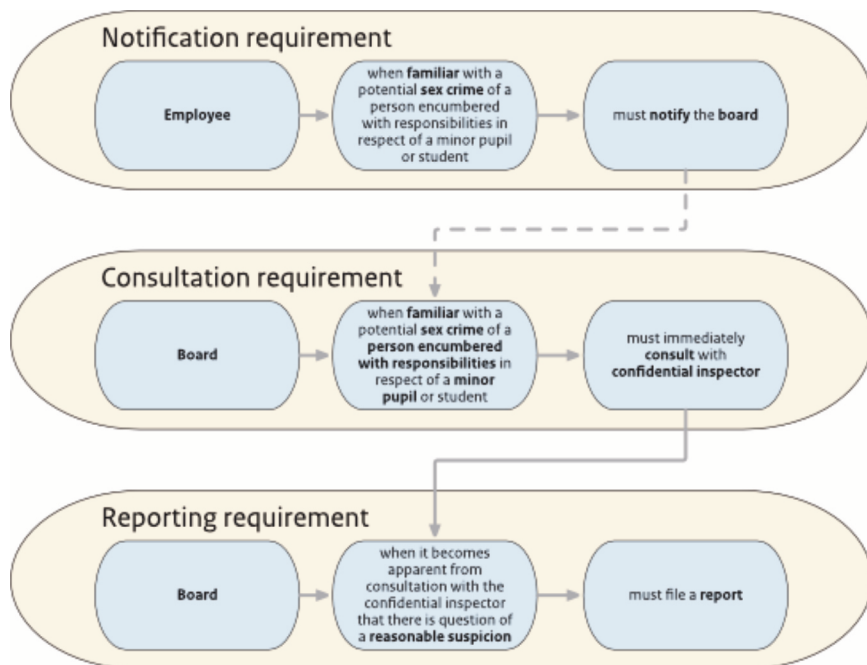 Notification requirement
Employee
when familiar with a
potential sex crime of a
person encumbered
with responsibilities in
respect of a minor pupil
or student
must notify the board
Consultation requirement
Board
when familiar with a
potential sex crime of a
person encumbered
with responsibilities in
respect of a minor
pupil or student
must immediately
consult with
confidential inspector
Reporting requirement
Board
when it becomes
apparent from
consultation with the
confidential inspector
that there is question of
a reasonable suspicion
must file a report